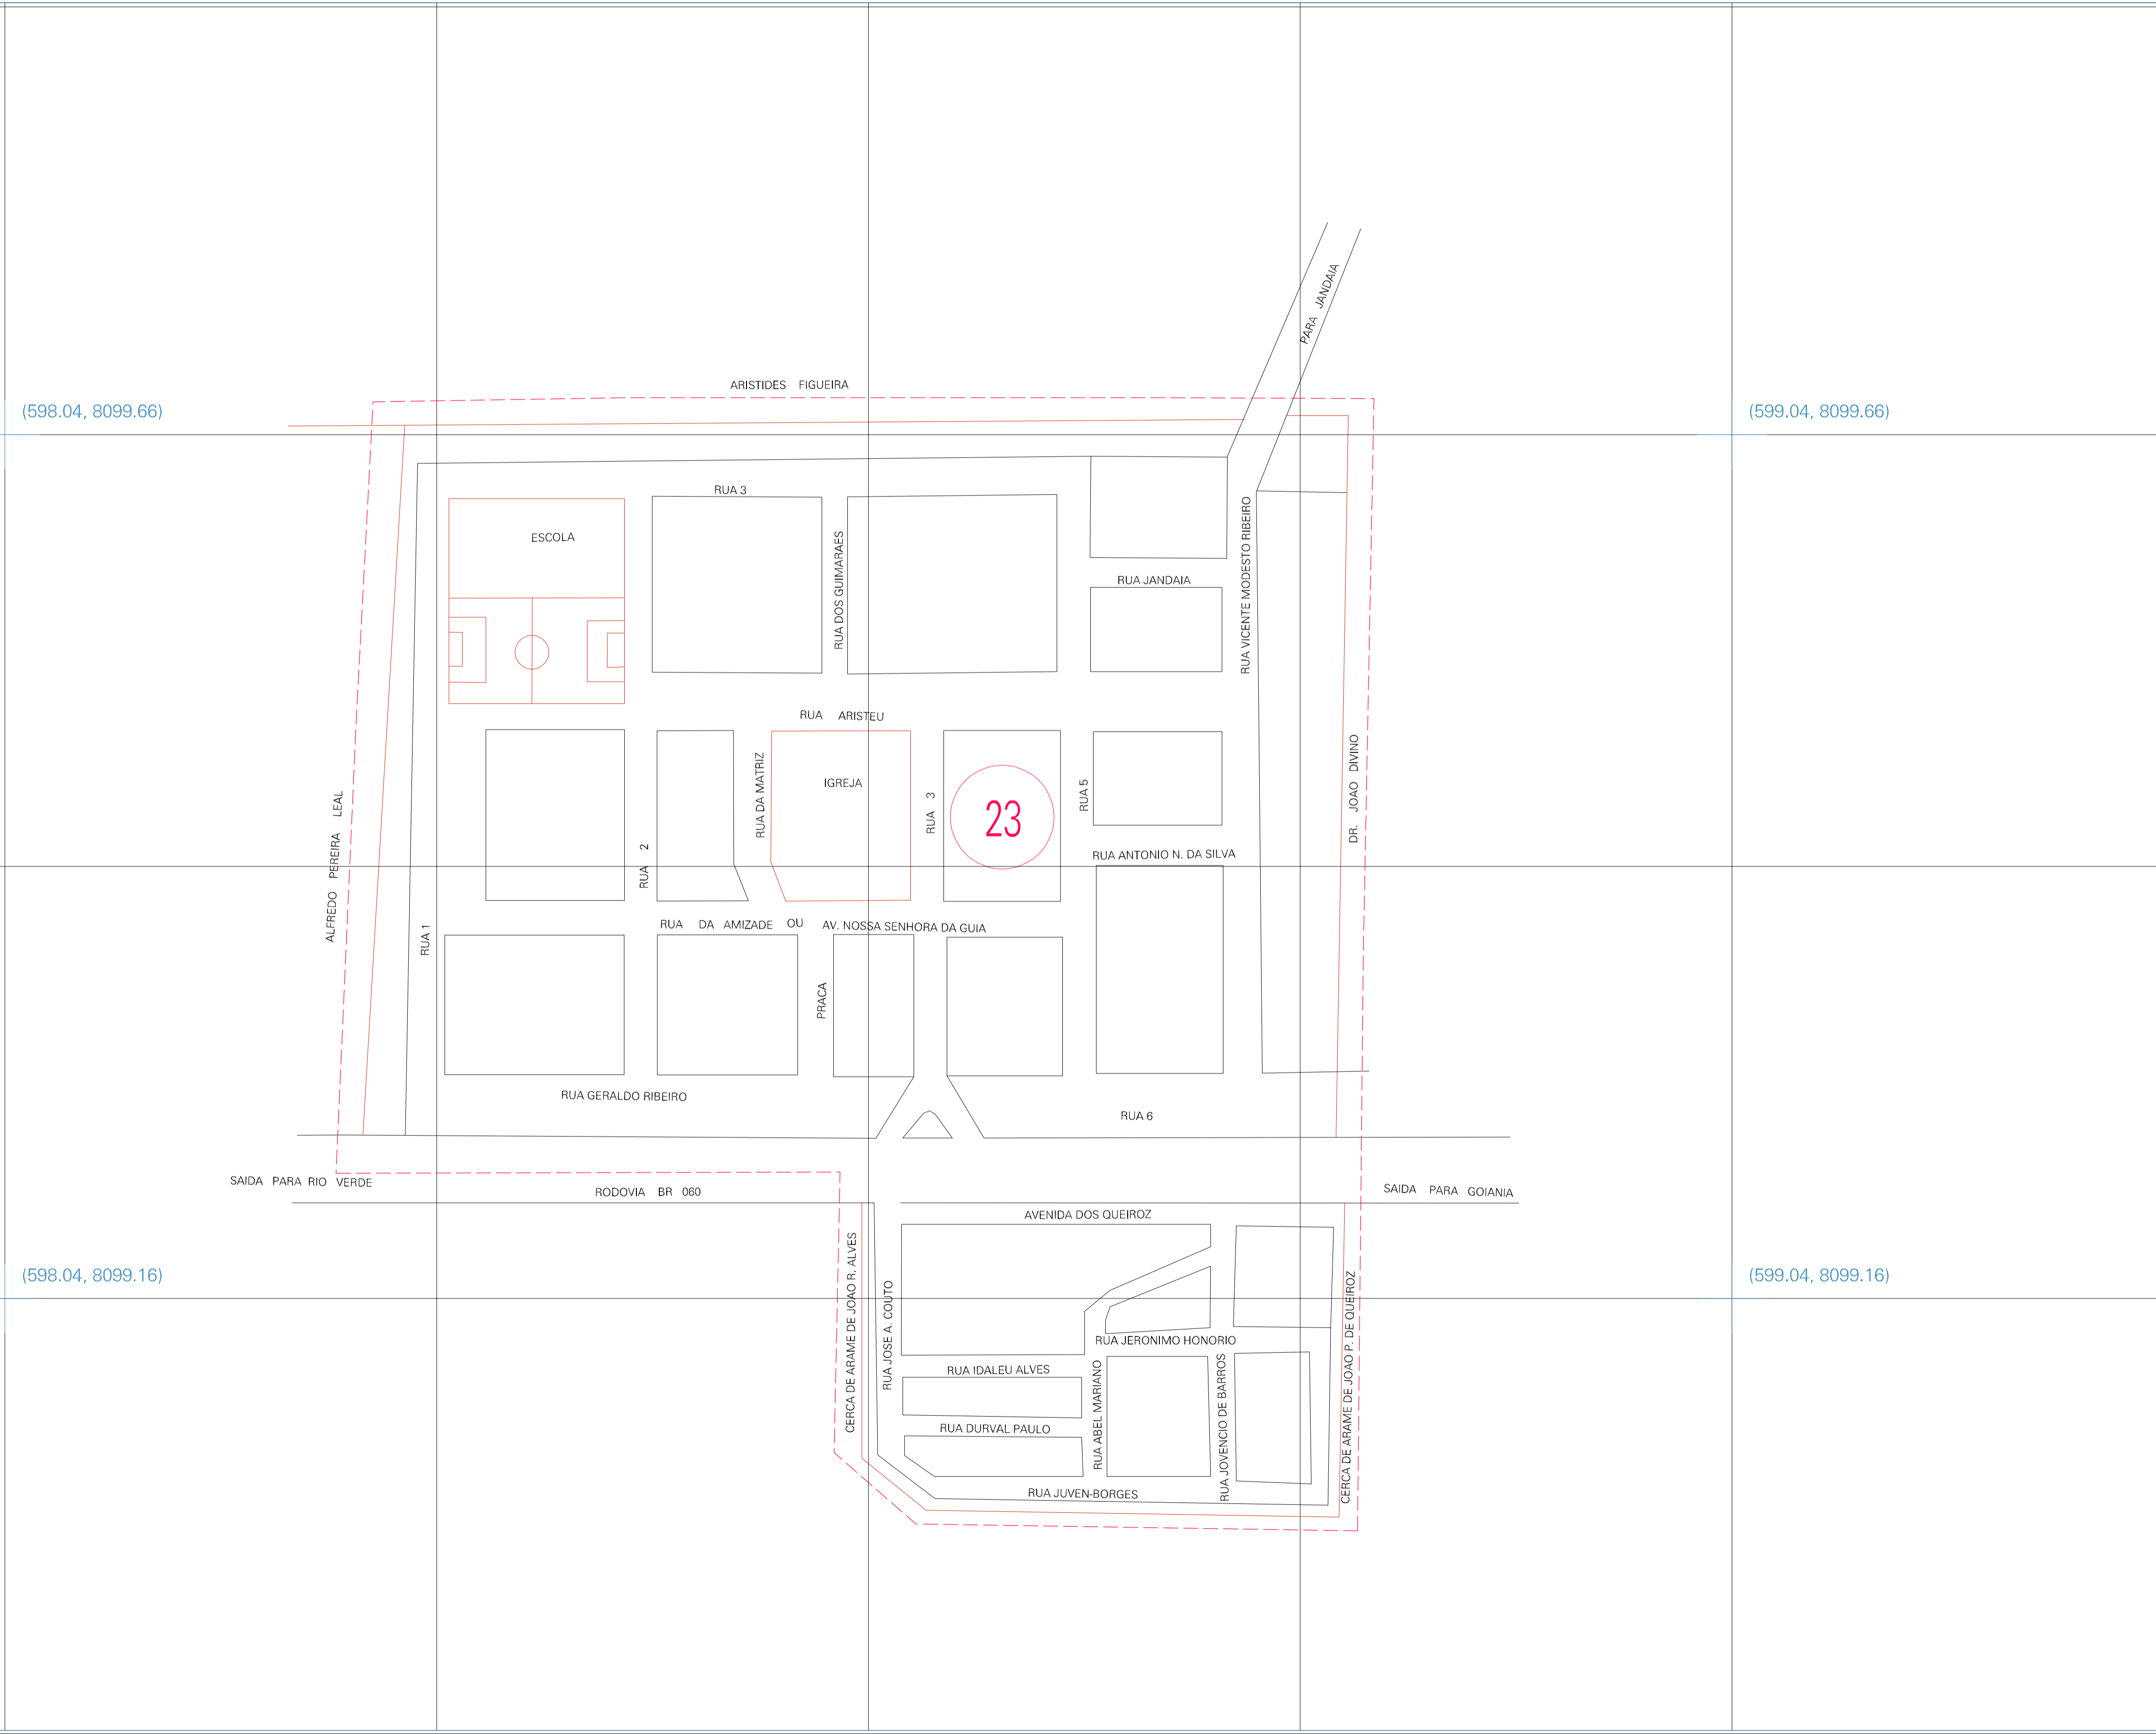 PARA JANDAIA
ARISTIDES FIGUEIRA
(598.04, 8099.66)
(599.04, 8099.66)
RUA 3
ESCOLA
RUA DOS GUIMARAES
RUA VICENTE MODESTO RIBEIRO
RUA JANDAIA
RUA ARISTEU
RUA DA MATRIZ
IGREJA
RUA 3
23
RUA 5
DR. JOAO DIVINO
ALFREDO PEREIRA LEAL
RUA 2
RUA ANTONIO N. DA SILVA
RUA 1
RUA DA AMIZADE OU AV. NOSSA SENHORA DA GUIA
PRACA
RUA GERALDO RIBEIRO
RUA 6
SAIDA PARA RIO VERDE
RODOVIA BR 060
SAIDA PARA GOIANIA
AVENIDA DOS QUEIROZ
(598.04, 8099.16)
(599.04, 8099.16)
CERCA DE ARAME DE JOAO R. ALVES
RUA JOSE A. COUTO
RUA JERONIMO HONORIO
RUA IDALEU ALVES
RUA ABEL MARIANO
RUA JOVENCIO DE BARROS
CERCA DE ARAME DE JOAO P. DE QUEIROZ
RUA DURVAL PAULO
RUA JUVEN-BORGES